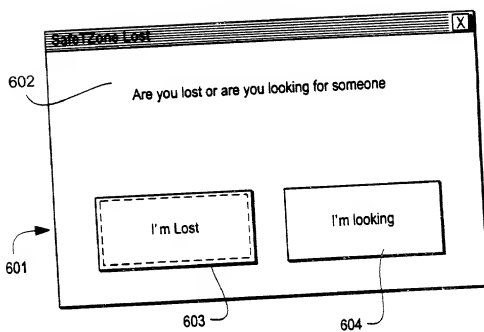 SafeTZone Lost X
602
Are you lost or are you looking for someone
I'm Lost I'm looking
601
603 604